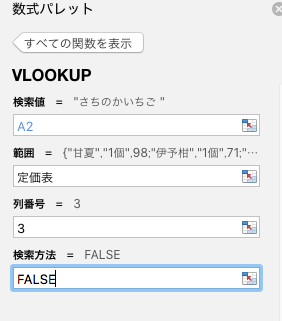 数式パレット
すべての関数を表示
VLOOKUP
検索値 = "さちのかいちご "
A2
範囲 = {"甘夏","1個",98;"伊予柑","1個",71;"…
定価表
列番号 = 3
3
検索方法 = FALSE
FALSE